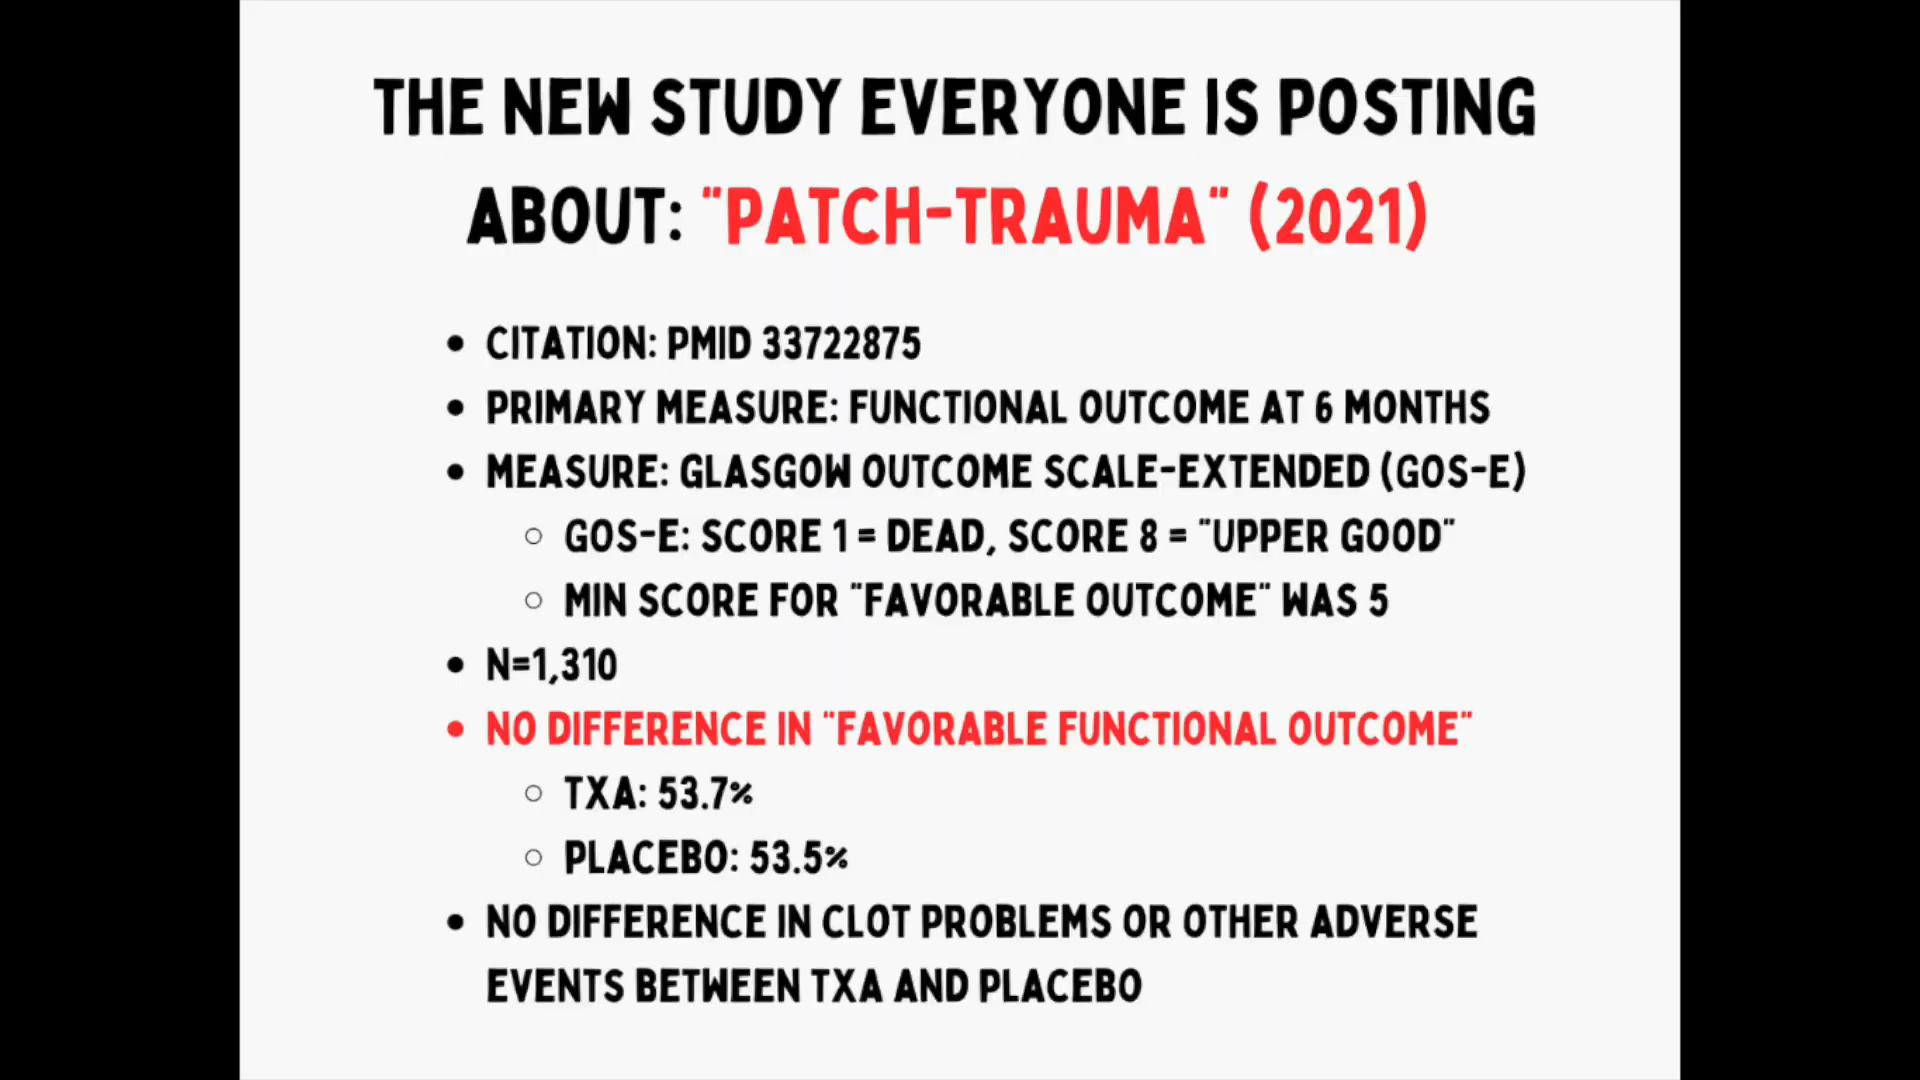 THE NEW STUDY EVERYONE IS POSTING
ABOUT: "PATCH-TRAUMA" (2021)
• CITATION: PMID 33722875
• PRIMARY MEASURE: FUNCTIONAL OUTCOME AT 6 MONTHS
• MEASURE: GLASGOW OUTCOME SCALE-EXTENDED (GOS-E)
○ GOS-E: SCORE 1 = DEAD, SCORE 8 = "UPPER GOOD"
○ MIN SCORE FOR "FAVORABLE OUTCOME" WAS 5
• N=1,310
• NO DIFFERENCE IN "FAVORABLE FUNCTIONAL OUTCOME"
○ TXA: 53.7%
○ PLACEBO: 53.5%
• NO DIFFERENCE IN CLOT PROBLEMS OR OTHER ADVERSE
EVENTS BETWEEN TXA AND PLACEBO